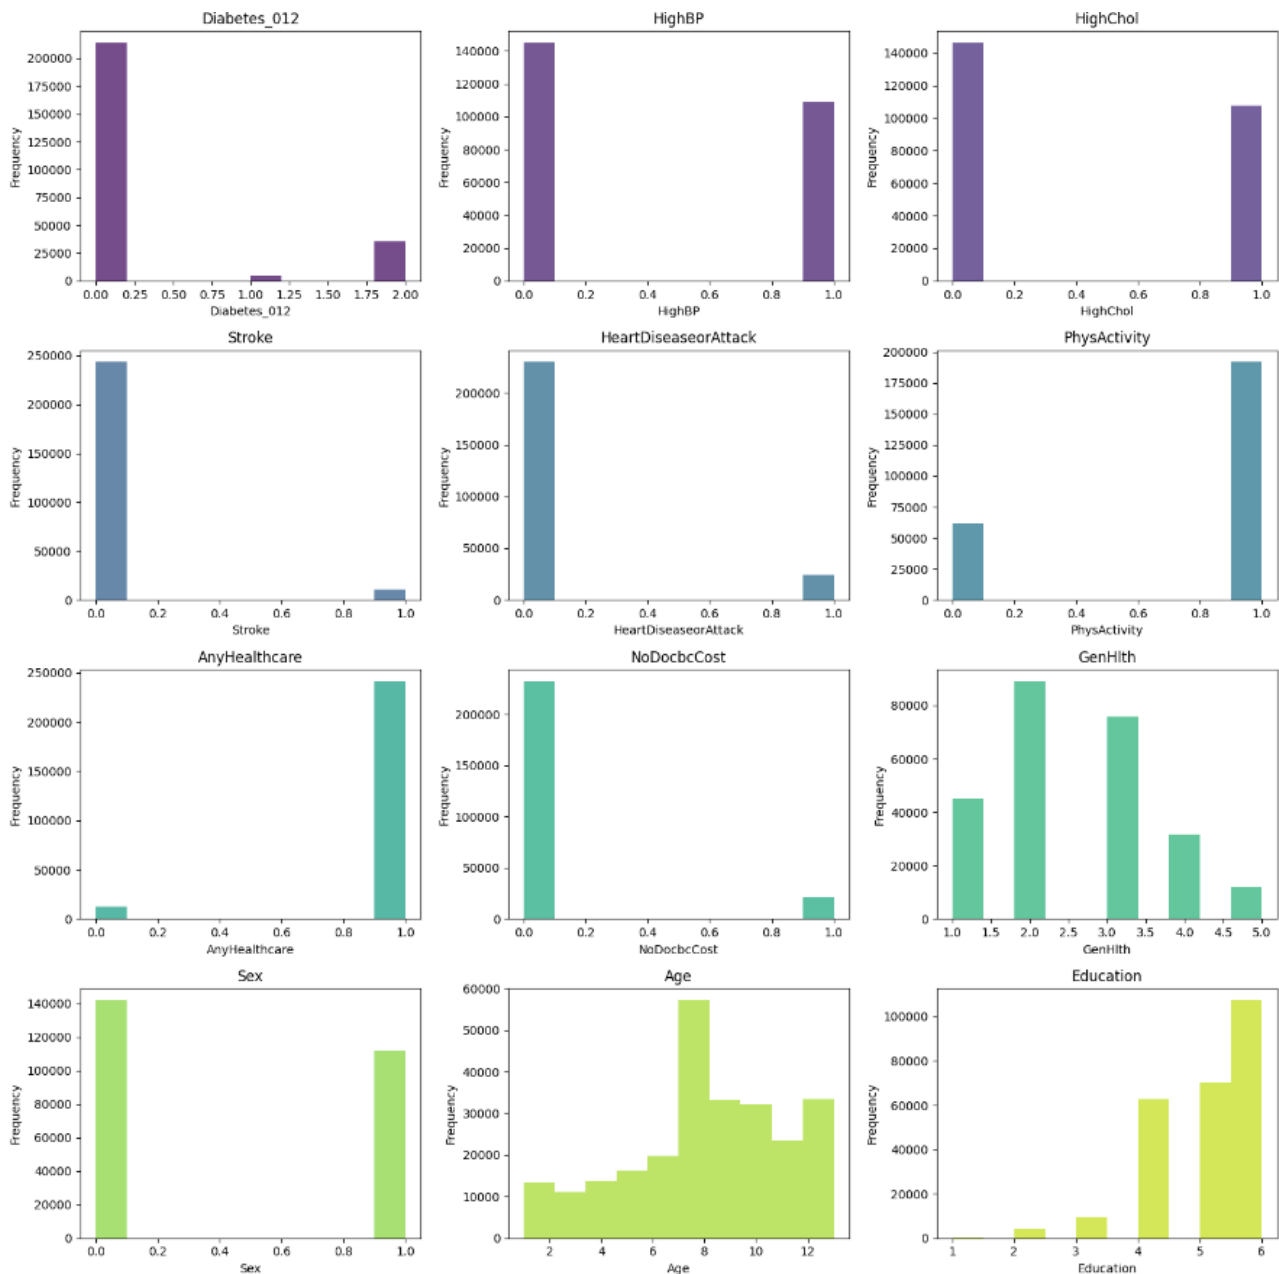 Diabetes_012
HighBP
HighChol
200000
175000
150000
125000
100000
75000
50000
25000
0
Frequency
0.00 0.25 0.50 0.75 1.00 1.25 1.50 1.75 2.00
Diabetes_012
140000
120000
100000
80000
60000
40000
20000
0
Frequency
0.0 0.2 0.4 0.6 0.8 1.0
HighBP
140000
120000
100000
80000
60000
40000
20000
0
Frequency
0.0 0.2 0.4 0.6 0.8 1.0
HighChol
Stroke
HeartDiseaseorAttack
PhysActivity
250000
200000
150000
100000
50000
0
Frequency
0.0 0.2 0.4 0.6 0.8 1.0
Stroke
200000
150000
100000
50000
0
Frequency
0.0 0.2 0.4 0.6 0.8 1.0
HeartDiseaseorAttack
200000
175000
150000
125000
100000
75000
50000
25000
0
Frequency
0.0 0.2 0.4 0.6 0.8 1.0
PhysActivity
AnyHealthcare
NoDocbcCost
GenHlth
250000
200000
150000
100000
50000
0
Frequency
0.0 0.2 0.4 0.6 0.8 1.0
AnyHealthcare
200000
150000
100000
50000
0
Frequency
0.0 0.2 0.4 0.6 0.8 1.0
NoDocbcCost
80000
60000
40000
20000
0
Frequency
1.0 1.5 2.0 2.5 3.0 3.5 4.0 4.5 5.0
GenHlth
Sex
Age
Education
140000
120000
100000
80000
60000
40000
20000
0
Frequency
0.0 0.2 0.4 0.6 0.8 1.0
Sex
60000
50000
40000
30000
20000
10000
0
Frequency
2 4 6 8 10 12
Age
100000
80000
60000
40000
20000
0
Frequency
1 2 3 4 5 6
Education